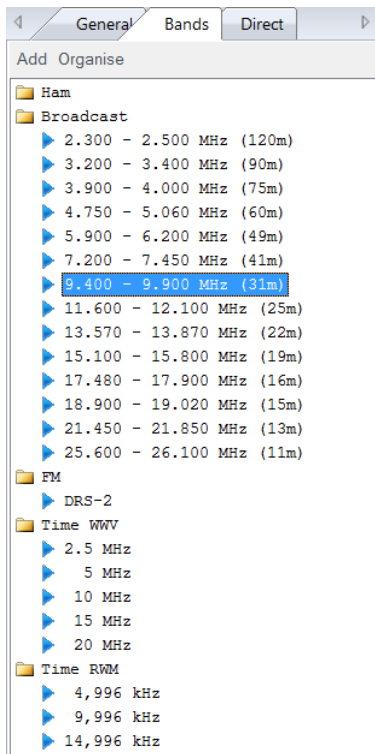 General Bands Direct
Add Organise
Ham
Broadcast
2.300 - 2.500 MHz (120m)
3.200 - 3.400 MHz (90m)
3.900 - 4.000 MHz (75m)
4.750 - 5.060 MHz (60m)
5.900 - 6.200 MHz (49m)
7.200 - 7.450 MHz (41m)
9.400 - 9.900 MHz (31m)
11.600 - 12.100 MHz (25m)
13.570 - 13.870 MHz (22m)
15.100 - 15.800 MHz (19m)
17.480 - 17.900 MHz (16m)
18.900 - 19.020 MHz (15m)
21.450 - 21.850 MHz (13m)
25.600 - 26.100 MHz (11m)
FM
DRS-2
Time WWV
2.5 MHz
5 MHz
10 MHz
15 MHz
20 MHz
Time RWM
4,996 kHz
9,996 kHz
14,996 kHz